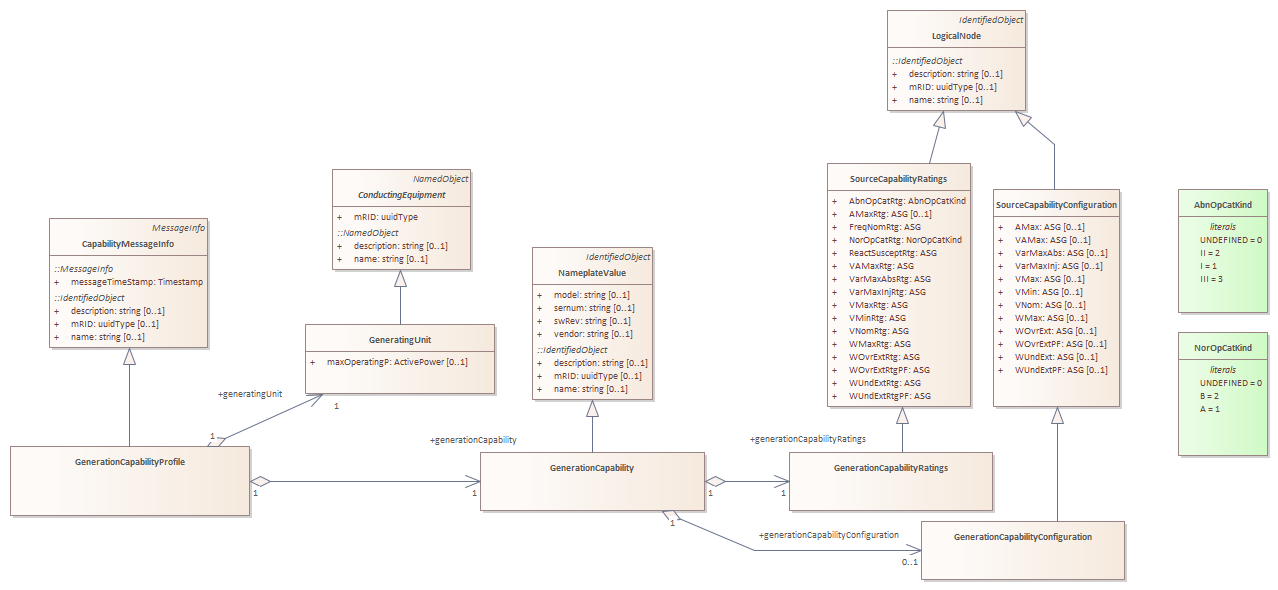 IdentifiedObject
LogicalNode
::IdentifiedObject
+ description: string [0..1]
+ mRID: uuidType [0..1]
+ name: string [0..1]
NamedObject
ConductingEquipment
+ mRID: uuidType
::NamedObject
+ description: string [0..1]
+ name: string [0..1]
SourceCapabilityRatings
+ AbnOpCatRtg: AbnOpCatKind
+ AMaxRtg: ASG [0..1]
+ FreqNomRtg: ASG
+ NorOpCatRtg: NorOpCatKind
+ ReactSusceptRtg: ASG
+ VAMaxRtg: ASG
+ VarMaxAbsRtg: ASG
+ VarMaxInjRtg: ASG
+ VMaxRtg: ASG
+ VMinRtg: ASG
+ VNomRtg: ASG
+ WMaxRtg: ASG
+ WOvrExtRtg: ASG
+ WOvrExtRtgPF: ASG
+ WUndExtRtg: ASG
+ WUndExtRtgPF: ASG
SourceCapabilityConfiguration
+ AMax: ASG [0..1]
+ VAMax: ASG [0..1]
+ VarMaxAbs: ASG [0..1]
+ VarMaxInj: ASG [0..1]
+ VMax: ASG [0..1]
+ VMin: ASG [0..1]
+ VNom: ASG [0..1]
+ WMax: ASG [0..1]
+ WOvrExt: ASG [0..1]
+ WOvrExtPF: ASG [0..1]
+ WUndExt: ASG [0..1]
+ WUndExtPF: ASG [0..1]
AbnOpCatKind
literals
UNDEFINED = 0
II = 2
I = 1
III = 3
NorOpCatKind
literals
UNDEFINED = 0
B = 2
A = 1
MessageInfo
CapabilityMessageInfo
::MessageInfo
+ messageTimeStamp: Timestamp
::IdentifiedObject
+ description: string [0..1]
+ mRID: uuidType [0..1]
+ name: string [0..1]
IdentifiedObject
NameplateValue
+ model: string [0..1]
+ sernum: string [0..1]
+ swRev: string [0..1]
+ vendor: string [0..1]
::IdentifiedObject
+ description: string [0..1]
+ mRID: uuidType [0..1]
+ name: string [0..1]
GeneratingUnit
+ maxOperatingP: ActivePower [0..1]
+generatingUnit
1
1
+generationCapability
+generationCapabilityRatings
GenerationCapabilityProfile
1
1
GenerationCapability
1
1
GenerationCapabilityRatings
1
+generationCapabilityConfiguration
0..1
GenerationCapabilityConfiguration